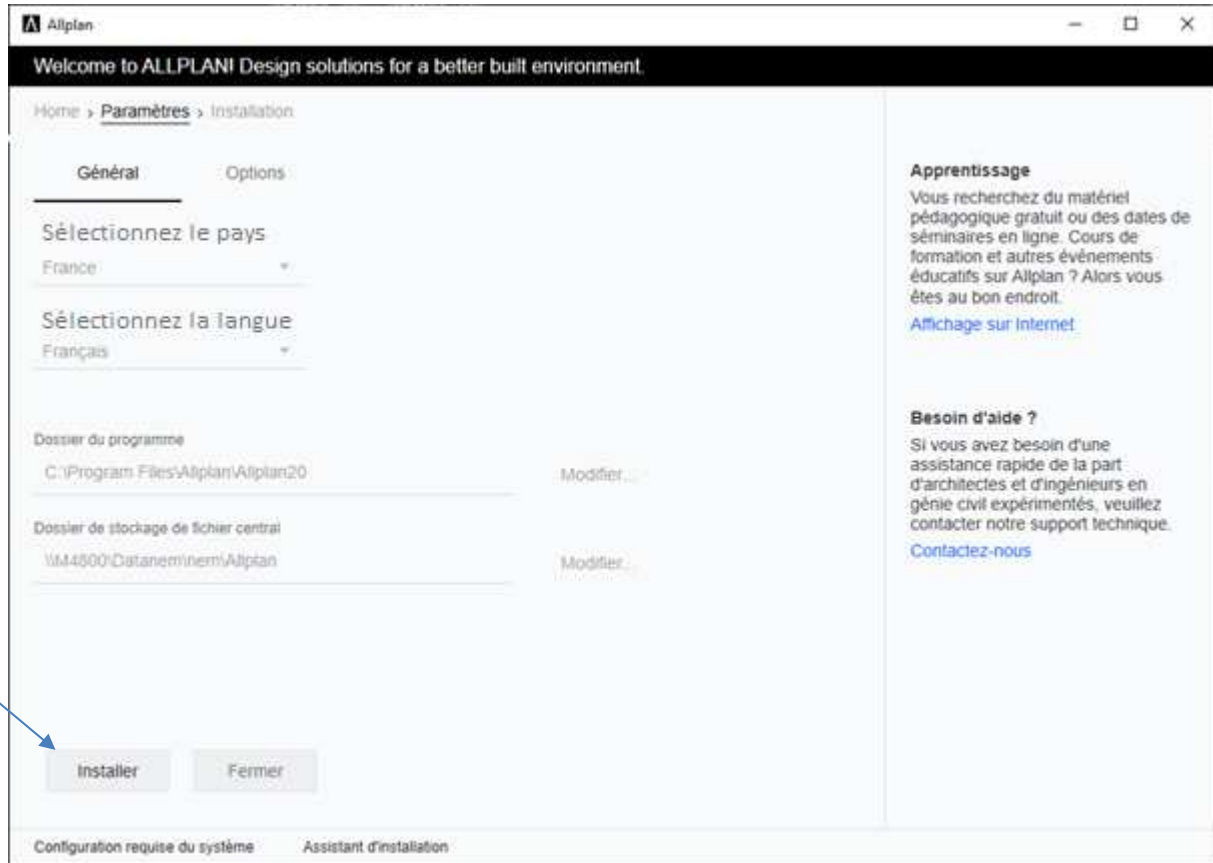 Allplan
Welcome to ALLPLAN! Design solutions for a better built environment.
Home > Paramètres > Installation
Général Options
Sélectionnez le pays
France
Sélectionnez la langue
Français
Dossier du programme
C:\Program Files\Allplan\Allplan20
Modifier...
Dossier de stockage de fichier central
\\M4800\Datanem\nem\Allplan
Modifier...
Installer
Fermer
Apprentissage
Vous recherchez du matériel
pédagogique gratuit ou des dates de
séminaires en ligne. Cours de
formation et autres événements
éducatifs sur Allplan ? Alors vous
êtes au bon endroit.
Affichage sur Internet
Besoin d'aide ?
Si vous avez besoin d'une
assistance rapide de la part
d'architectes et d'ingénieurs en
génie civil expérimentés, veuillez
contacter notre support technique.
Contactez-nous
Configuration requise du système
Assistant d'installation